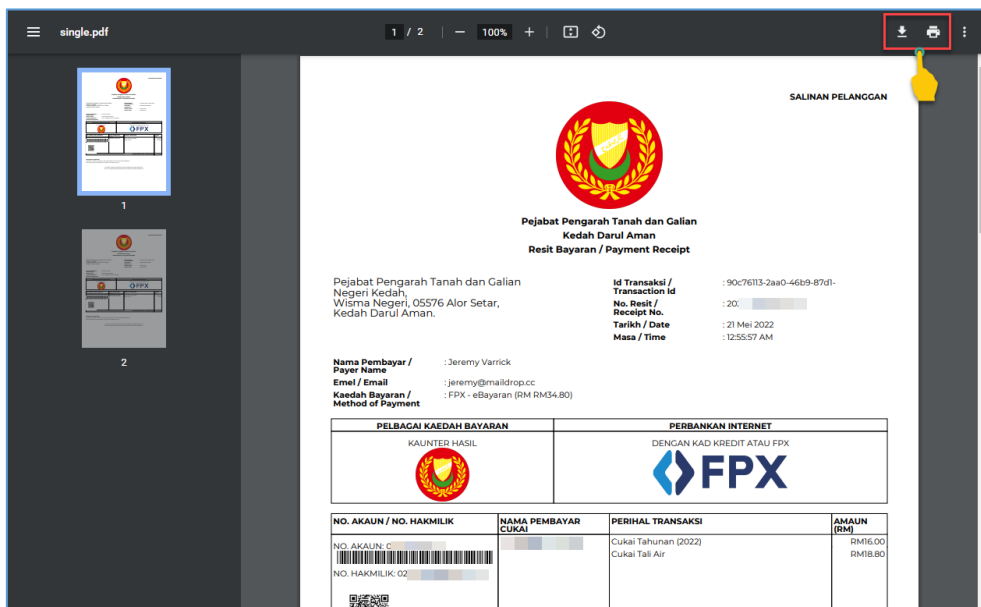 single.pdf
1 / 2
100%
1
2
SALINAN PELANGGAN
Pejabat Pengarah Tanah dan Galian
Kedah Darul Aman
Resit Bayaran / Payment Receipt
Pejabat Pengarah Tanah dan Galian
Negeri Kedah,
Wisma Negeri, 05576 Alor Setar,
Kedah Darul Aman.
Id Transaksi / : 90c76113-2aa0-46b9-87d1-
Transaction Id
No. Resit / : 20
Receipt No.
Tarikh / Date : 21 Mei 2022
Masa / Time : 12:55:57 AM
Nama Pembayar / : Jeremy Varrick
Payer Name
Emel / Email : jeremy@maildrop.cc
Kaedah Bayaran / : FPX - eBayaran (RM RM34.80)
Method of Payment
PELBAGAI KAEDAH BAYARAN
PERBANKAN INTERNET
KAUNTER HASIL
DENGAN KAD KREDIT ATAU FPX
FPX
NO. AKAUN / NO. HAKMILIK
NAMA PEMBAYAR
CUKAI
PERIHAL TRANSAKSI
AMAUN
(RM)
NO. AKAUN:
NO. HAKMILIK: 02
Cukai Tahunan (2022) RM16.00
Cukai Tali Air RM18.80